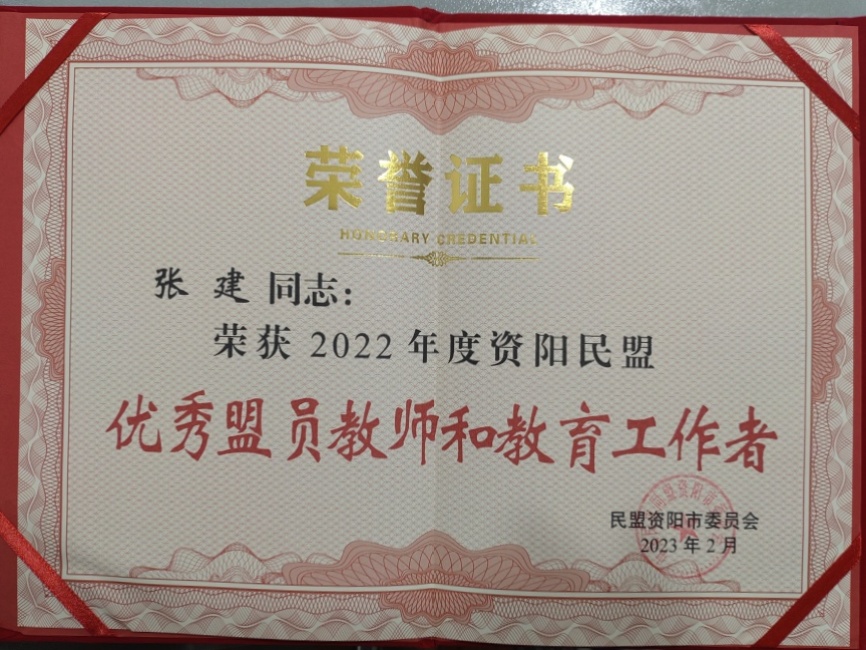 荣誉证书
HONORARY CREDENTIAL
张 建 同志：
荣获 2022 年度资阳民盟
优秀盟员教师和教育工作者
民盟资阳市委员会
2023 年 2 月